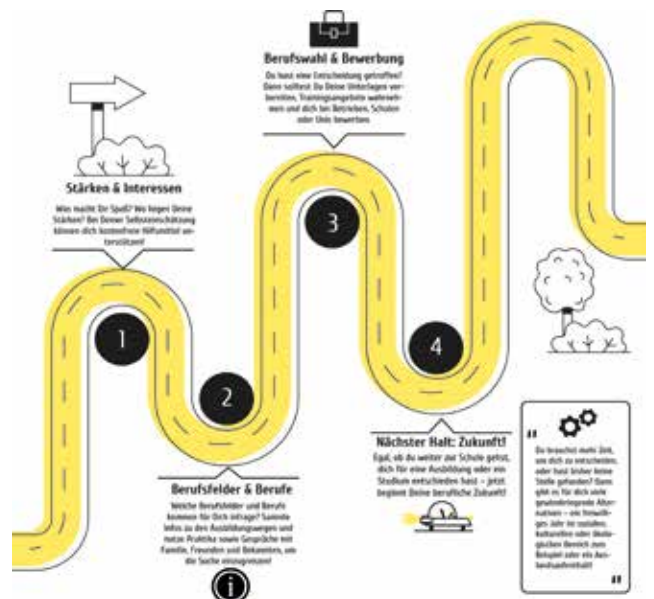 Stärken & Interessen
Was macht Dir Spaß? Wo liegen Deine
Stärken? Bei Deiner Selbsteinschätzung
können dich kostenfreie Hilfsmittel un-
terstützen!
1
2
Berufsfelder & Berufe
Welche Berufsfelder und Berufe
kommen für Dich infrage? Sammle
Infos zu den Ausbildungswegen und
nutze Praktika sowie Gespräche mit
Familie, Freunden und Bekannten, um
die Suche einzugrenzen!
i
Berufswahl & Bewerbung
Du hast eine Entscheidung getroffen?
Dann solltest Du Deine Unterlagen vor-
bereiten, Trainingsangebote wahrneh-
men und dich bei Betrieben, Schulen
oder Unis bewerben
3
4
Nächster Halt: Zukunft!
Egal, ob du weiter zur Schule gehst,
dich für eine Ausbildung oder ein
Studium entschieden hast – jetzt
beginnt Deine berufliche Zukunft!
"
Du brauchst mehr Zeit,
um dich zu entscheiden,
oder hast bisher keine
Stelle gefunden? Dann
gibt es für dich viele
gewinnbringende Alter-
nativen – ein freiwilli-
ges Jahr im sozialen,
kulturellen oder ökolo-
gischen Bereich zum
Beispiel oder ein Aus-
landsaufenthalt!
"